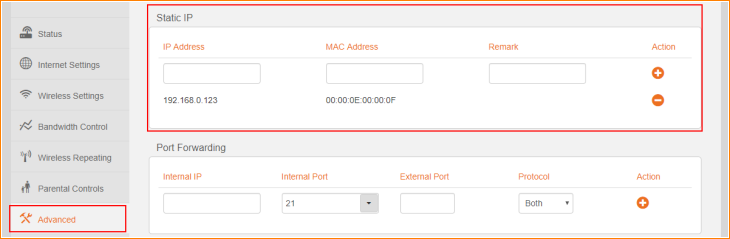 Status
Internet Settings
Wireless Settings
Bandwidth Control
Wireless Repeating
Parental Controls
Advanced
Static IP
IP Address MAC Address Remark Action
192.168.0.123 00:00:0E:00:00:0F
Port Forwarding
Internal IP Internal Port External Port Protocol Action
21 Both